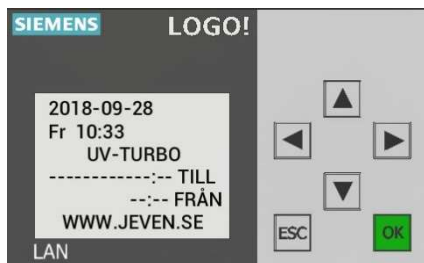 SIEMENS LOGO!
2018-09-28
Fr 10:33
UV-TURBO
------------:-- TILL
--:-- FRÅN
WWW.JEVEN.SE
LAN
ESC
OK